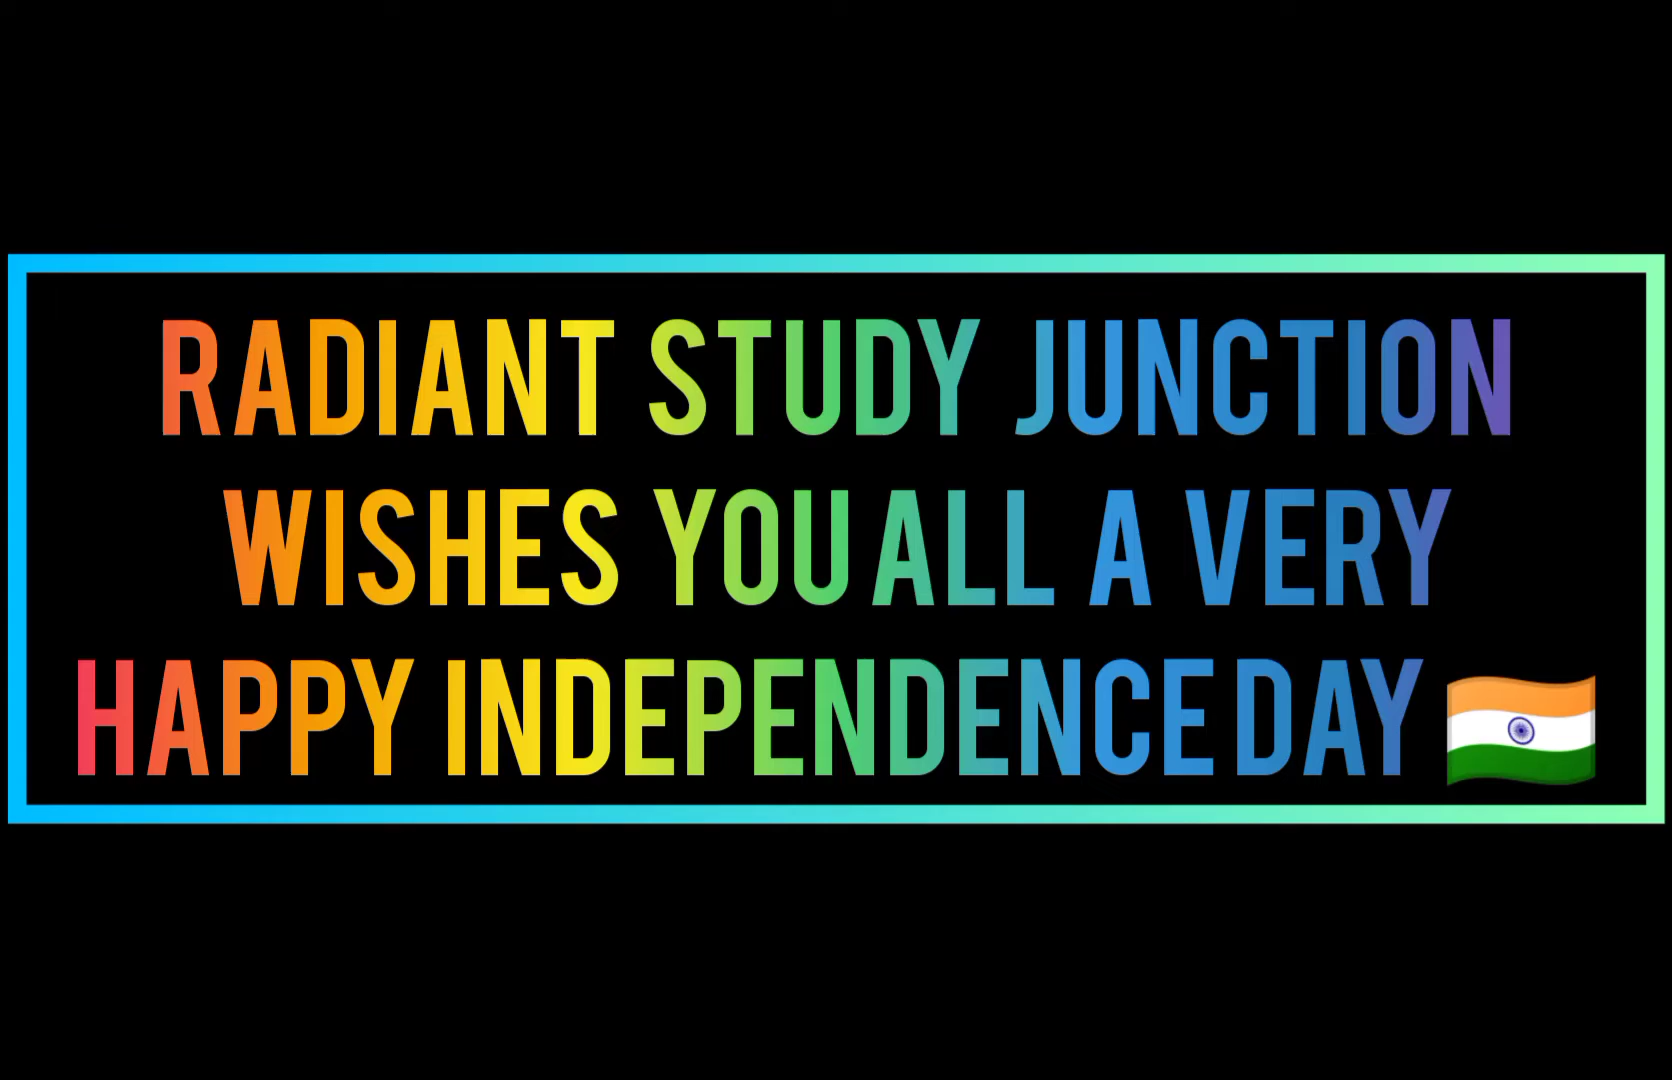 RADIANT STUDY JUNCTION
WISHES YOU ALL A VERY
HAPPY INDEPENDENCE DAY 🇮🇳